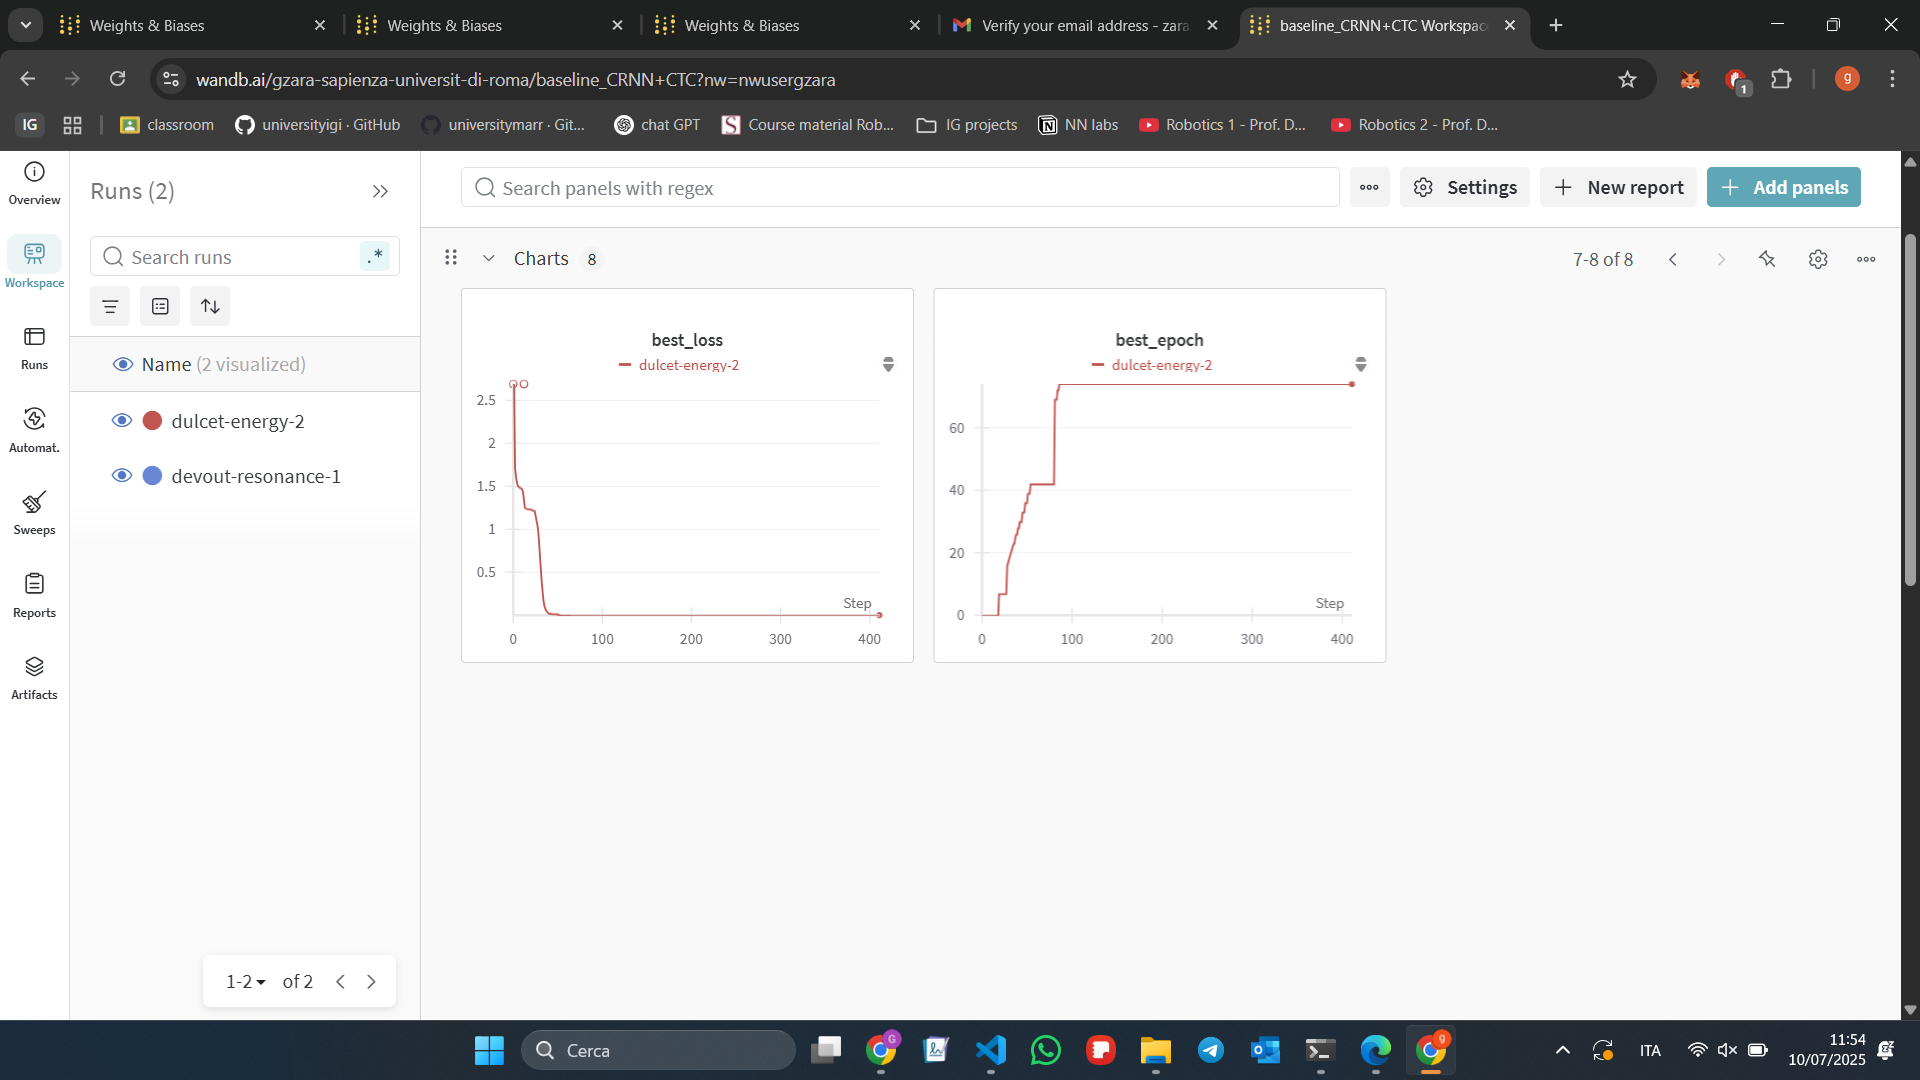 Weights & Biases
Weights & Biases
Weights & Biases
Verify your email address - zara
baseline_CRNN+CTC Workspac
wandb.ai/gzara-sapienza-universit-di-roma/baseline_CRNN+CTC?nw=nwusergzara
1
g
IG
classroom
universityigi · GitHub
universitymarr · Git...
chat GPT
Course material Rob...
IG projects
NN labs
Robotics 1 - Prof. D...
Robotics 2 - Prof. D...
Overview
Workspace
Runs
Automat.
Sweeps
Reports
Artifacts
Runs (2)
Search runs
.*
Name (2 visualized)
dulcet-energy-2
devout-resonance-1
1-2 of 2
Search panels with regex
Settings
New report
Add panels
Charts 8
7-8 of 8
best_loss
dulcet-energy-2
2.5
2
1.5
1
0.5
Step
0 100 200 300 400
best_epoch
dulcet-energy-2
60
40
20
0
Step
0 100 200 300 400
Cerca
G
g
ITA
11:54
10/07/2025